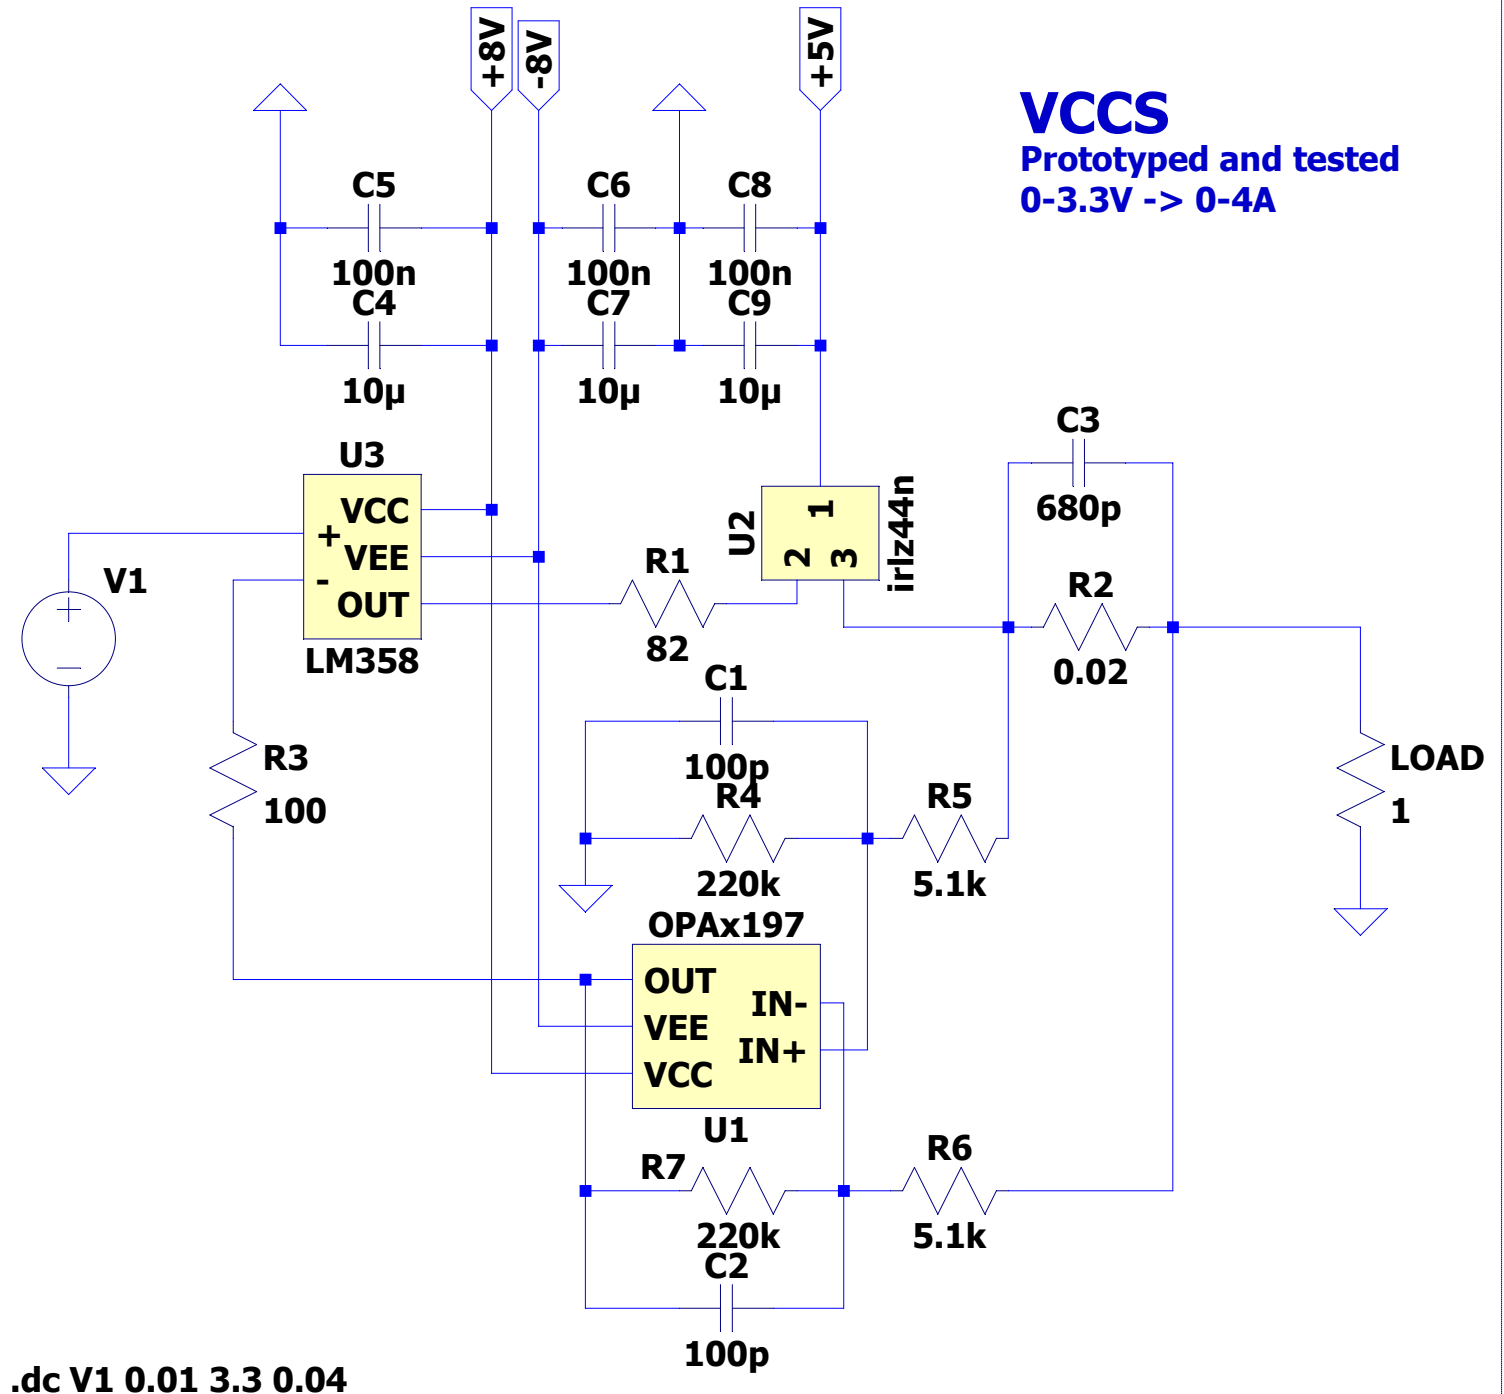 +8V
-8V
+5V
VCCS
Prototyped and tested
0-3.3V -> 0-4A
C5
100n
C4
10µ
C6
100n
C7
10µ
C8
100n
C9
10µ
U3
VCC
+
VEE
-
OUT
LM358
V1
R1
82
U2
1
2
3
irlz44n
C3
680p
R2
0.02
C1
100p
R4
220k
R5
5.1k
R3
100
LOAD
1
OPAx197
OUT
IN-
VEE
IN+
VCC
U1
R7
220k
R6
5.1k
C2
100p
.dc V1 0.01 3.3 0.04